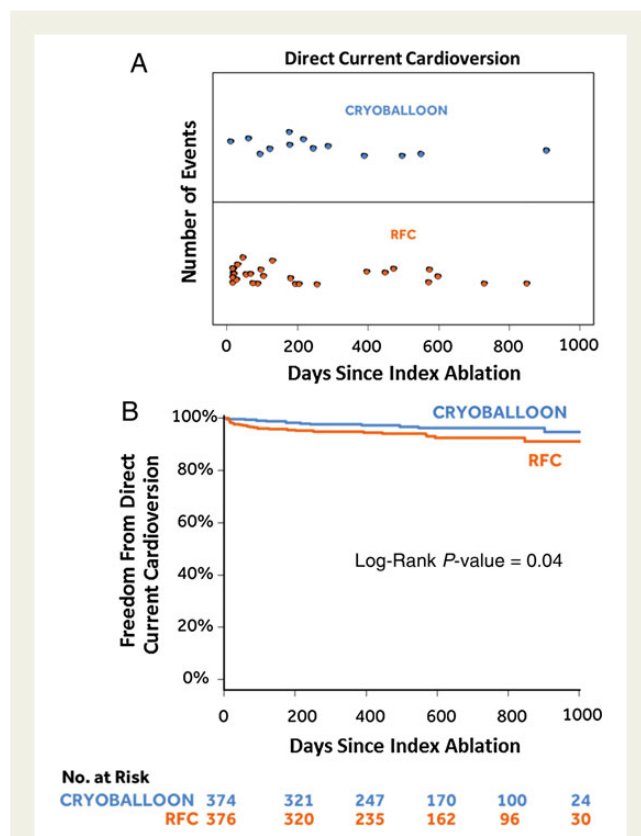 A
Direct Current Cardioversion
Number of Events
CRYOBALLOON
RFC
0 200 400 600 800 1000
Days Since Index Ablation
B
Freedom From Direct
Current Cardioversion
100%
80%
60%
40%
20%
0%
CRYOBALLOON
RFC
Log-Rank P-value = 0.04
0 200 400 600 800 1000
Days Since Index Ablation
No. at Risk
CRYOBALLOON 374 321 247 170 100 24
RFC 376 320 235 162 96 30